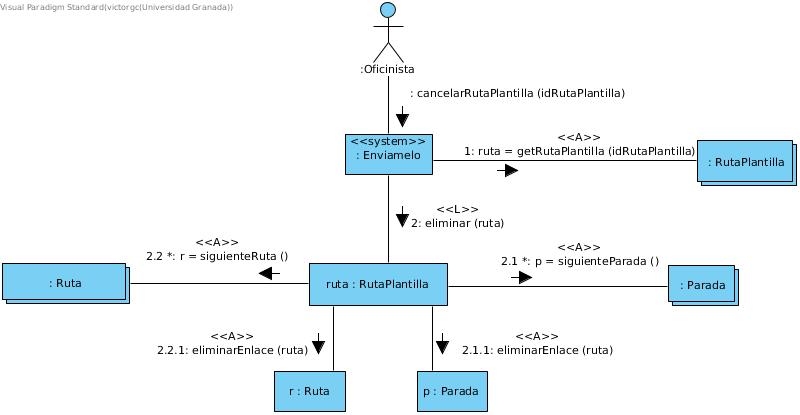 Visual Paradigm Standard(victorgc(Universidad Granada))
:Oficinista
: cancelarRutaPlantilla (idRutaPlantilla)
<<system>>
: Enviamelo
<<A>>
1: ruta = getRutaPlantilla (idRutaPlantilla)
: RutaPlantilla
<<L>>
2: eliminar (ruta)
<<A>>
2.2 *: r = siguienteRuta ()
<<A>>
2.1 *: p = siguienteParada ()
: Ruta
ruta : RutaPlantilla
: Parada
<<A>>
2.2.1: eliminarEnlace (ruta)
<<A>>
2.1.1: eliminarEnlace (ruta)
r : Ruta
p : Parada